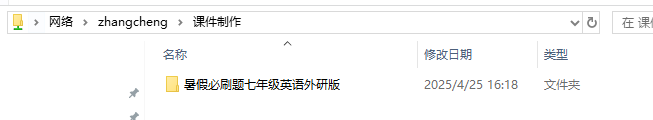 网络 zhangcheng 课件制作 在 课件
名称 修改日期 类型
暑假必刷题七年级英语外研版 2025/4/25 16:18 文件夹